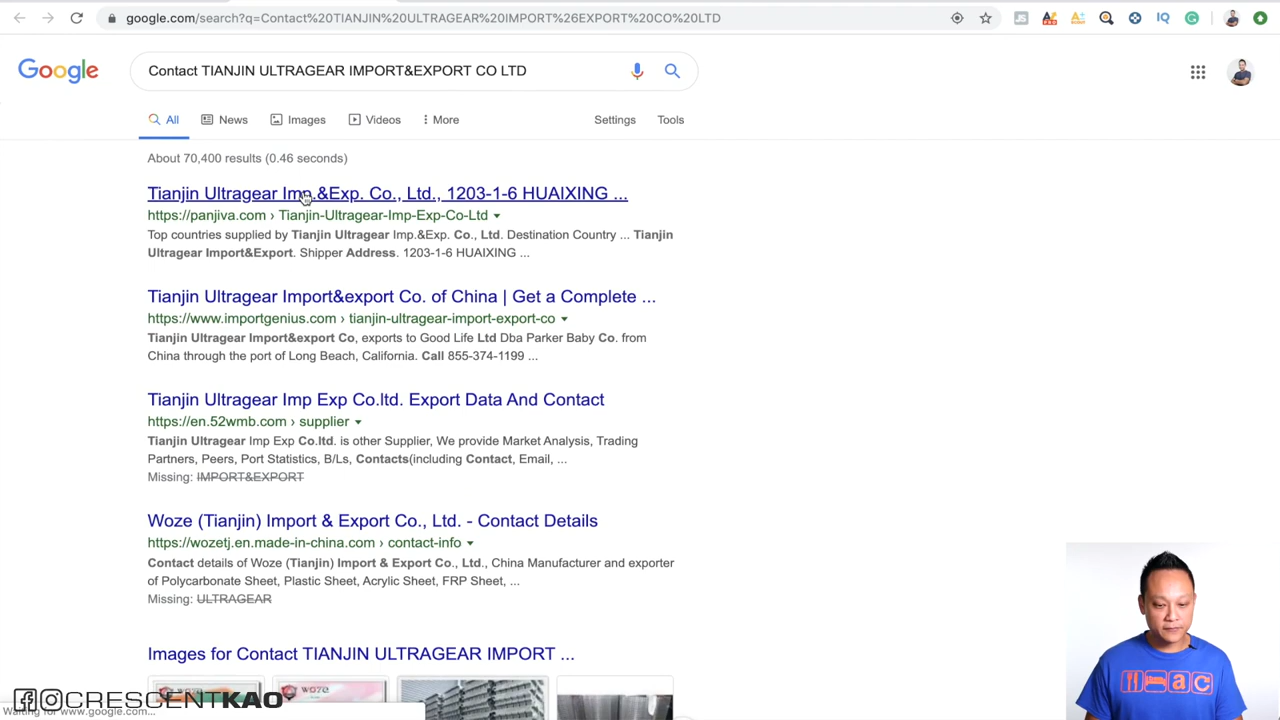 google.com/search?q=Contact%20TIANJIN%20ULTRAGEAR%20IMPORT%26EXPORT%20CO%20LTD
Google
Contact TIANJIN ULTRAGEAR IMPORT&EXPORT CO LTD
All News Images Videos More Settings Tools
About 70,400 results (0.46 seconds)
Tianjin Ultragear Imp.&Exp. Co., Ltd., 1203-1-6 HUAIXING ...
https://panjiva.com › Tianjin-Ultragear-Imp-Exp-Co-Ltd
Top countries supplied by Tianjin Ultragear Imp.&Exp. Co., Ltd. Destination Country ... Tianjin
Ultragear Import&Export. Shipper Address. 1203-1-6 HUAIXING ...
Tianjin Ultragear Import&export Co. of China | Get a Complete ...
https://www.importgenius.com › tianjin-ultragear-import-export-co
Tianjin Ultragear Import&export Co, exports to Good Life Ltd Dba Parker Baby Co. from
China through the port of Long Beach, California. Call 855-374-1199 ...
Tianjin Ultragear Imp Exp Co.ltd. Export Data And Contact
https://en.52wmb.com › supplier
Tianjin Ultragear Imp Exp Co.ltd. is other Supplier, We provide Market Analysis, Trading
Partners, Peers, Port Statistics, B/Ls, Contacts(including Contact, Email, ...
Missing: IMPORT&EXPORT
Woze (Tianjin) Import & Export Co., Ltd. - Contact Details
https://wozetj.en.made-in-china.com › contact-info
Contact details of Woze (Tianjin) Import & Export Co., Ltd., China Manufacturer and exporter
of Polycarbonate Sheet, Plastic Sheet, Acrylic Sheet, FRP Sheet, ...
Missing: ULTRAGEAR
Images for Contact TIANJIN ULTRAGEAR IMPORT ...
CRESCENTKAO
Waiting for www.google.com...